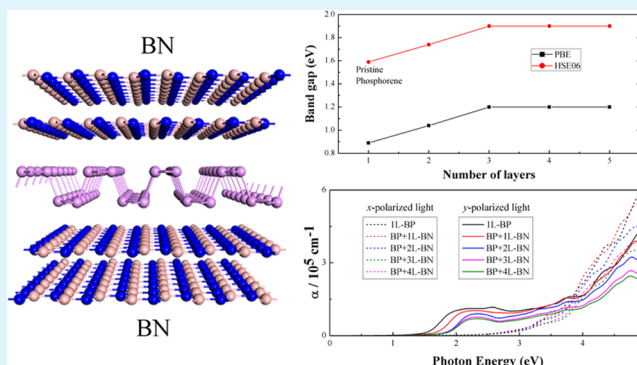 BN
BN
Band gap (eV)
2.0
1.8
1.6
1.4
1.2
1.0
0.8
Pristine
Phosphorene
PBE
HSE06
1 2 3 4 5
Number of layers
α / 10⁵ cm⁻¹
6
3
0
x-polarized light
1L-BP
BP+1L-BN
BP+2L-BN
BP+3L-BN
BP+4L-BN
y-polarized light
1L-BP
BP+1L-BN
BP+2L-BN
BP+3L-BN
BP+4L-BN
0 1 2 3 4 5
Photon Energy (eV)